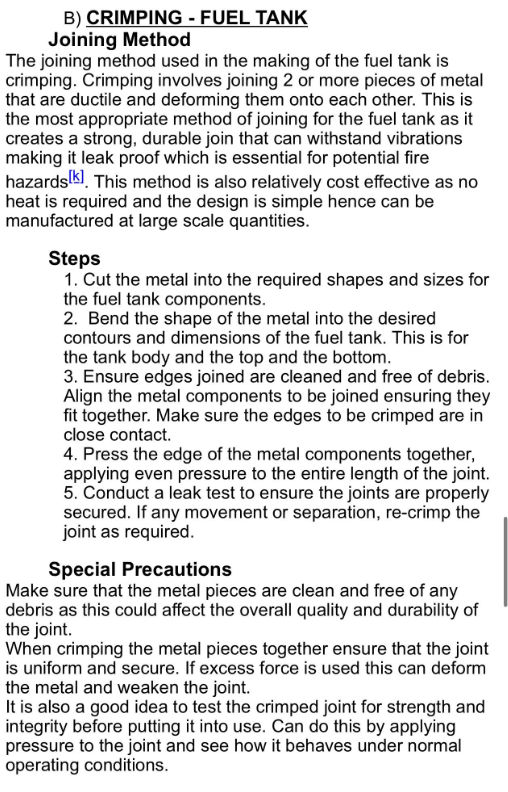 B) CRIMPING - FUEL TANK
Joining Method
The joining method used in the making of the fuel tank is
crimping. Crimping involves joining 2 or more pieces of metal
that are ductile and deforming them onto each other. This is
the most appropriate method of joining for the fuel tank as it
creates a strong, durable join that can withstand vibrations
making it leak proof which is essential for potential fire
hazards[k]. This method is also relatively cost effective as no
heat is required and the design is simple hence can be
manufactured at large scale quantities.
Steps
1. Cut the metal into the required shapes and sizes for
the fuel tank components.
2. Bend the shape of the metal into the desired
contours and dimensions of the fuel tank. This is for
the tank body and the top and the bottom.
3. Ensure edges joined are cleaned and free of debris.
Align the metal components to be joined ensuring they
fit together. Make sure the edges to be crimped are in
close contact.
4. Press the edge of the metal components together,
applying even pressure to the entire length of the joint.
5. Conduct a leak test to ensure the joints are properly
secured. If any movement or separation, re-crimp the
joint as required.
Special Precautions
Make sure that the metal pieces are clean and free of any
debris as this could affect the overall quality and durability of
the joint.
When crimping the metal pieces together ensure that the joint
is uniform and secure. If excess force is used this can deform
the metal and weaken the joint.
It is also a good idea to test the crimped joint for strength and
integrity before putting it into use. Can do this by applying
pressure to the joint and see how it behaves under normal
operating conditions.